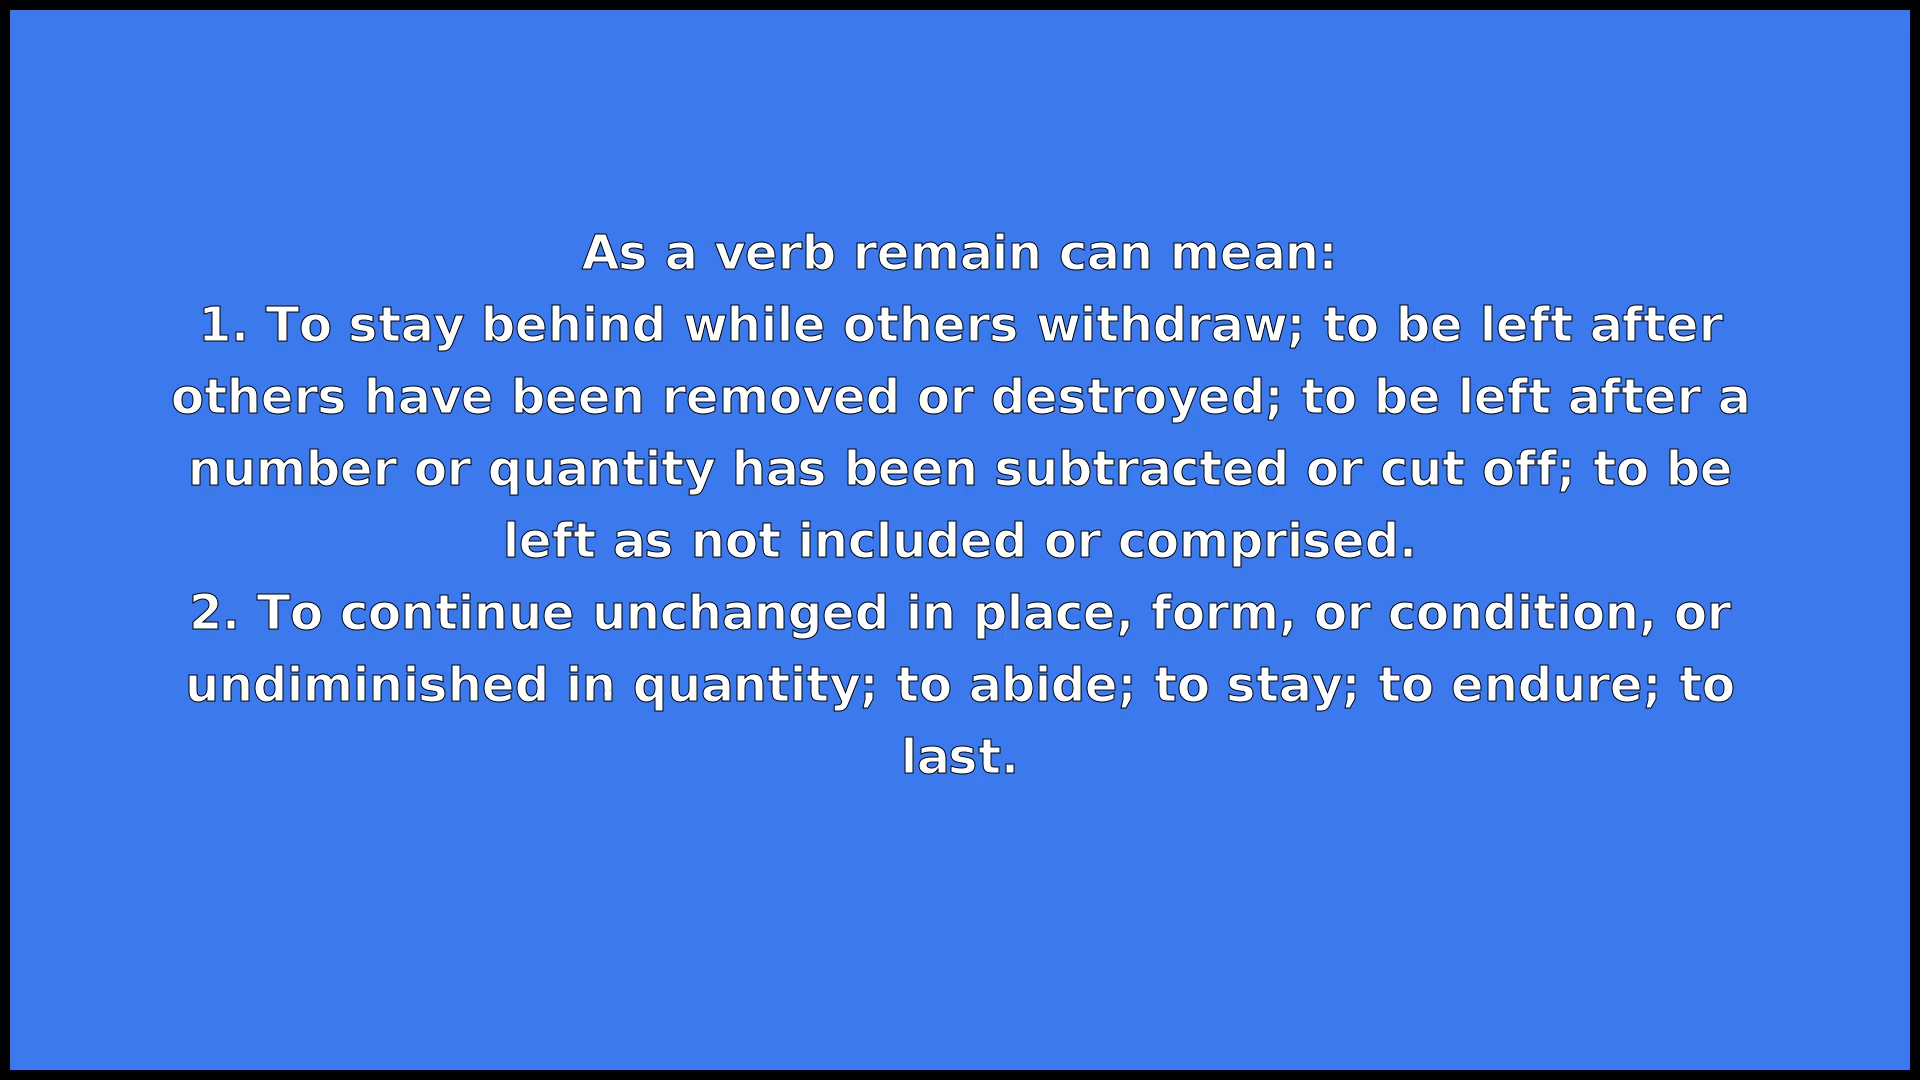 As a verb remain can mean:
1. To stay behind while others withdraw; to be left after
others have been removed or destroyed; to be left after a
number or quantity has been subtracted or cut off; to be
left as not included or comprised.
2. To continue unchanged in place, form, or condition, or
undiminished in quantity; to abide; to stay; to endure; to
last.